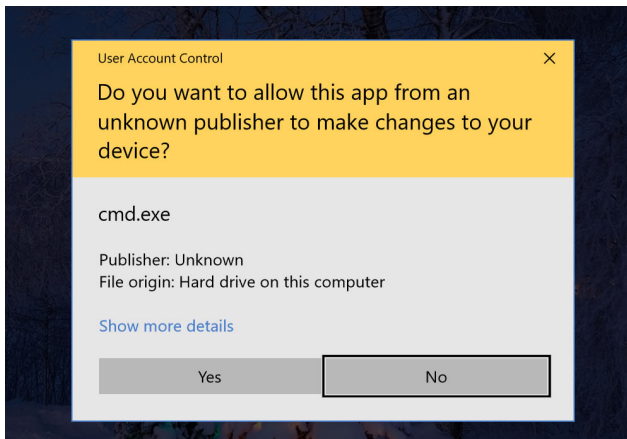 User Account Control
Do you want to allow this app from an
unknown publisher to make changes to your
device?
cmd.exe
Publisher: Unknown
File origin: Hard drive on this computer
Show more details
Yes
No